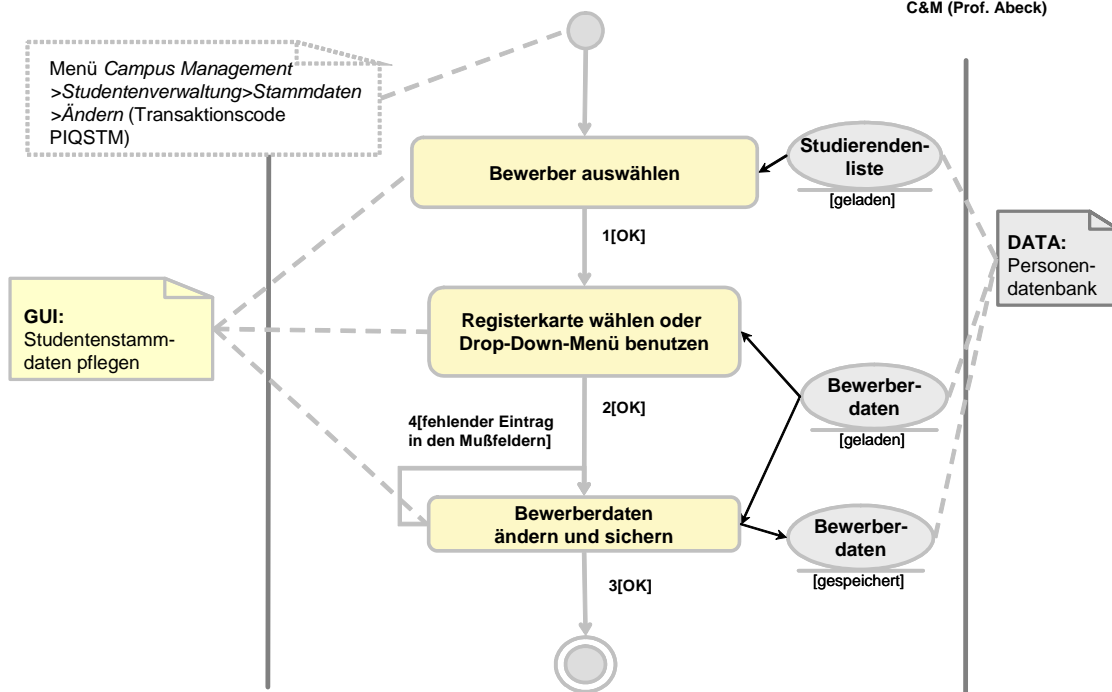 C&M (Prof. Abeck)
Menü Campus Management
>Studentenverwaltung>Stammdaten
>Ändern (Transaktionscode
PIQSTM)
Bewerber auswählen
Studierenden-
liste
[geladen]
1[OK]
DATA:
Personen-
datenbank
GUI:
Studentenstamm-
daten pflegen
Registerkarte wählen oder
Drop-Down-Menü benutzen
Bewerber-
daten
[geladen]
2[OK]
4[fehlender Eintrag
in den Mußfeldern]
Bewerberdaten
ändern und sichern
Bewerber-
daten
[gespeichert]
3[OK]